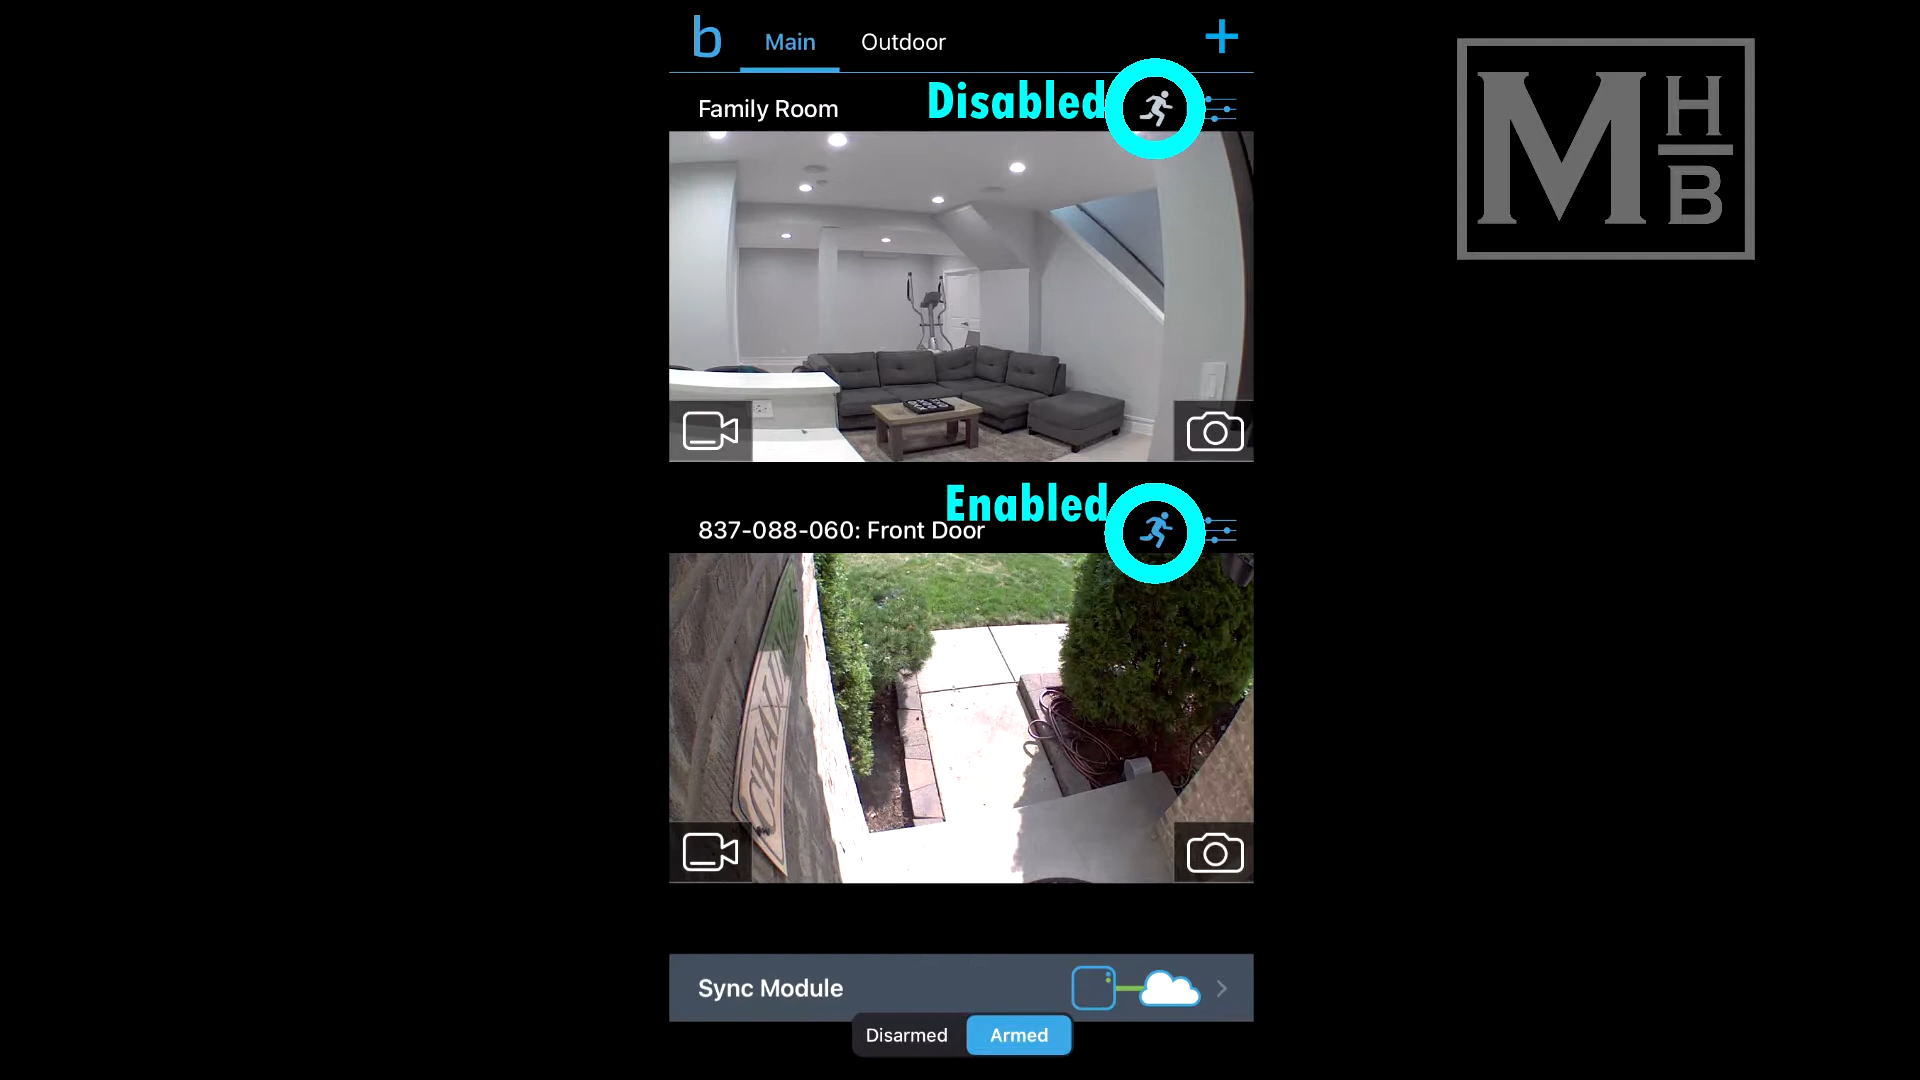 b Main Outdoor +
Family Room Disabled
Enabled
837-088-060: Front Door
Sync Module
Disarmed Armed
M H B